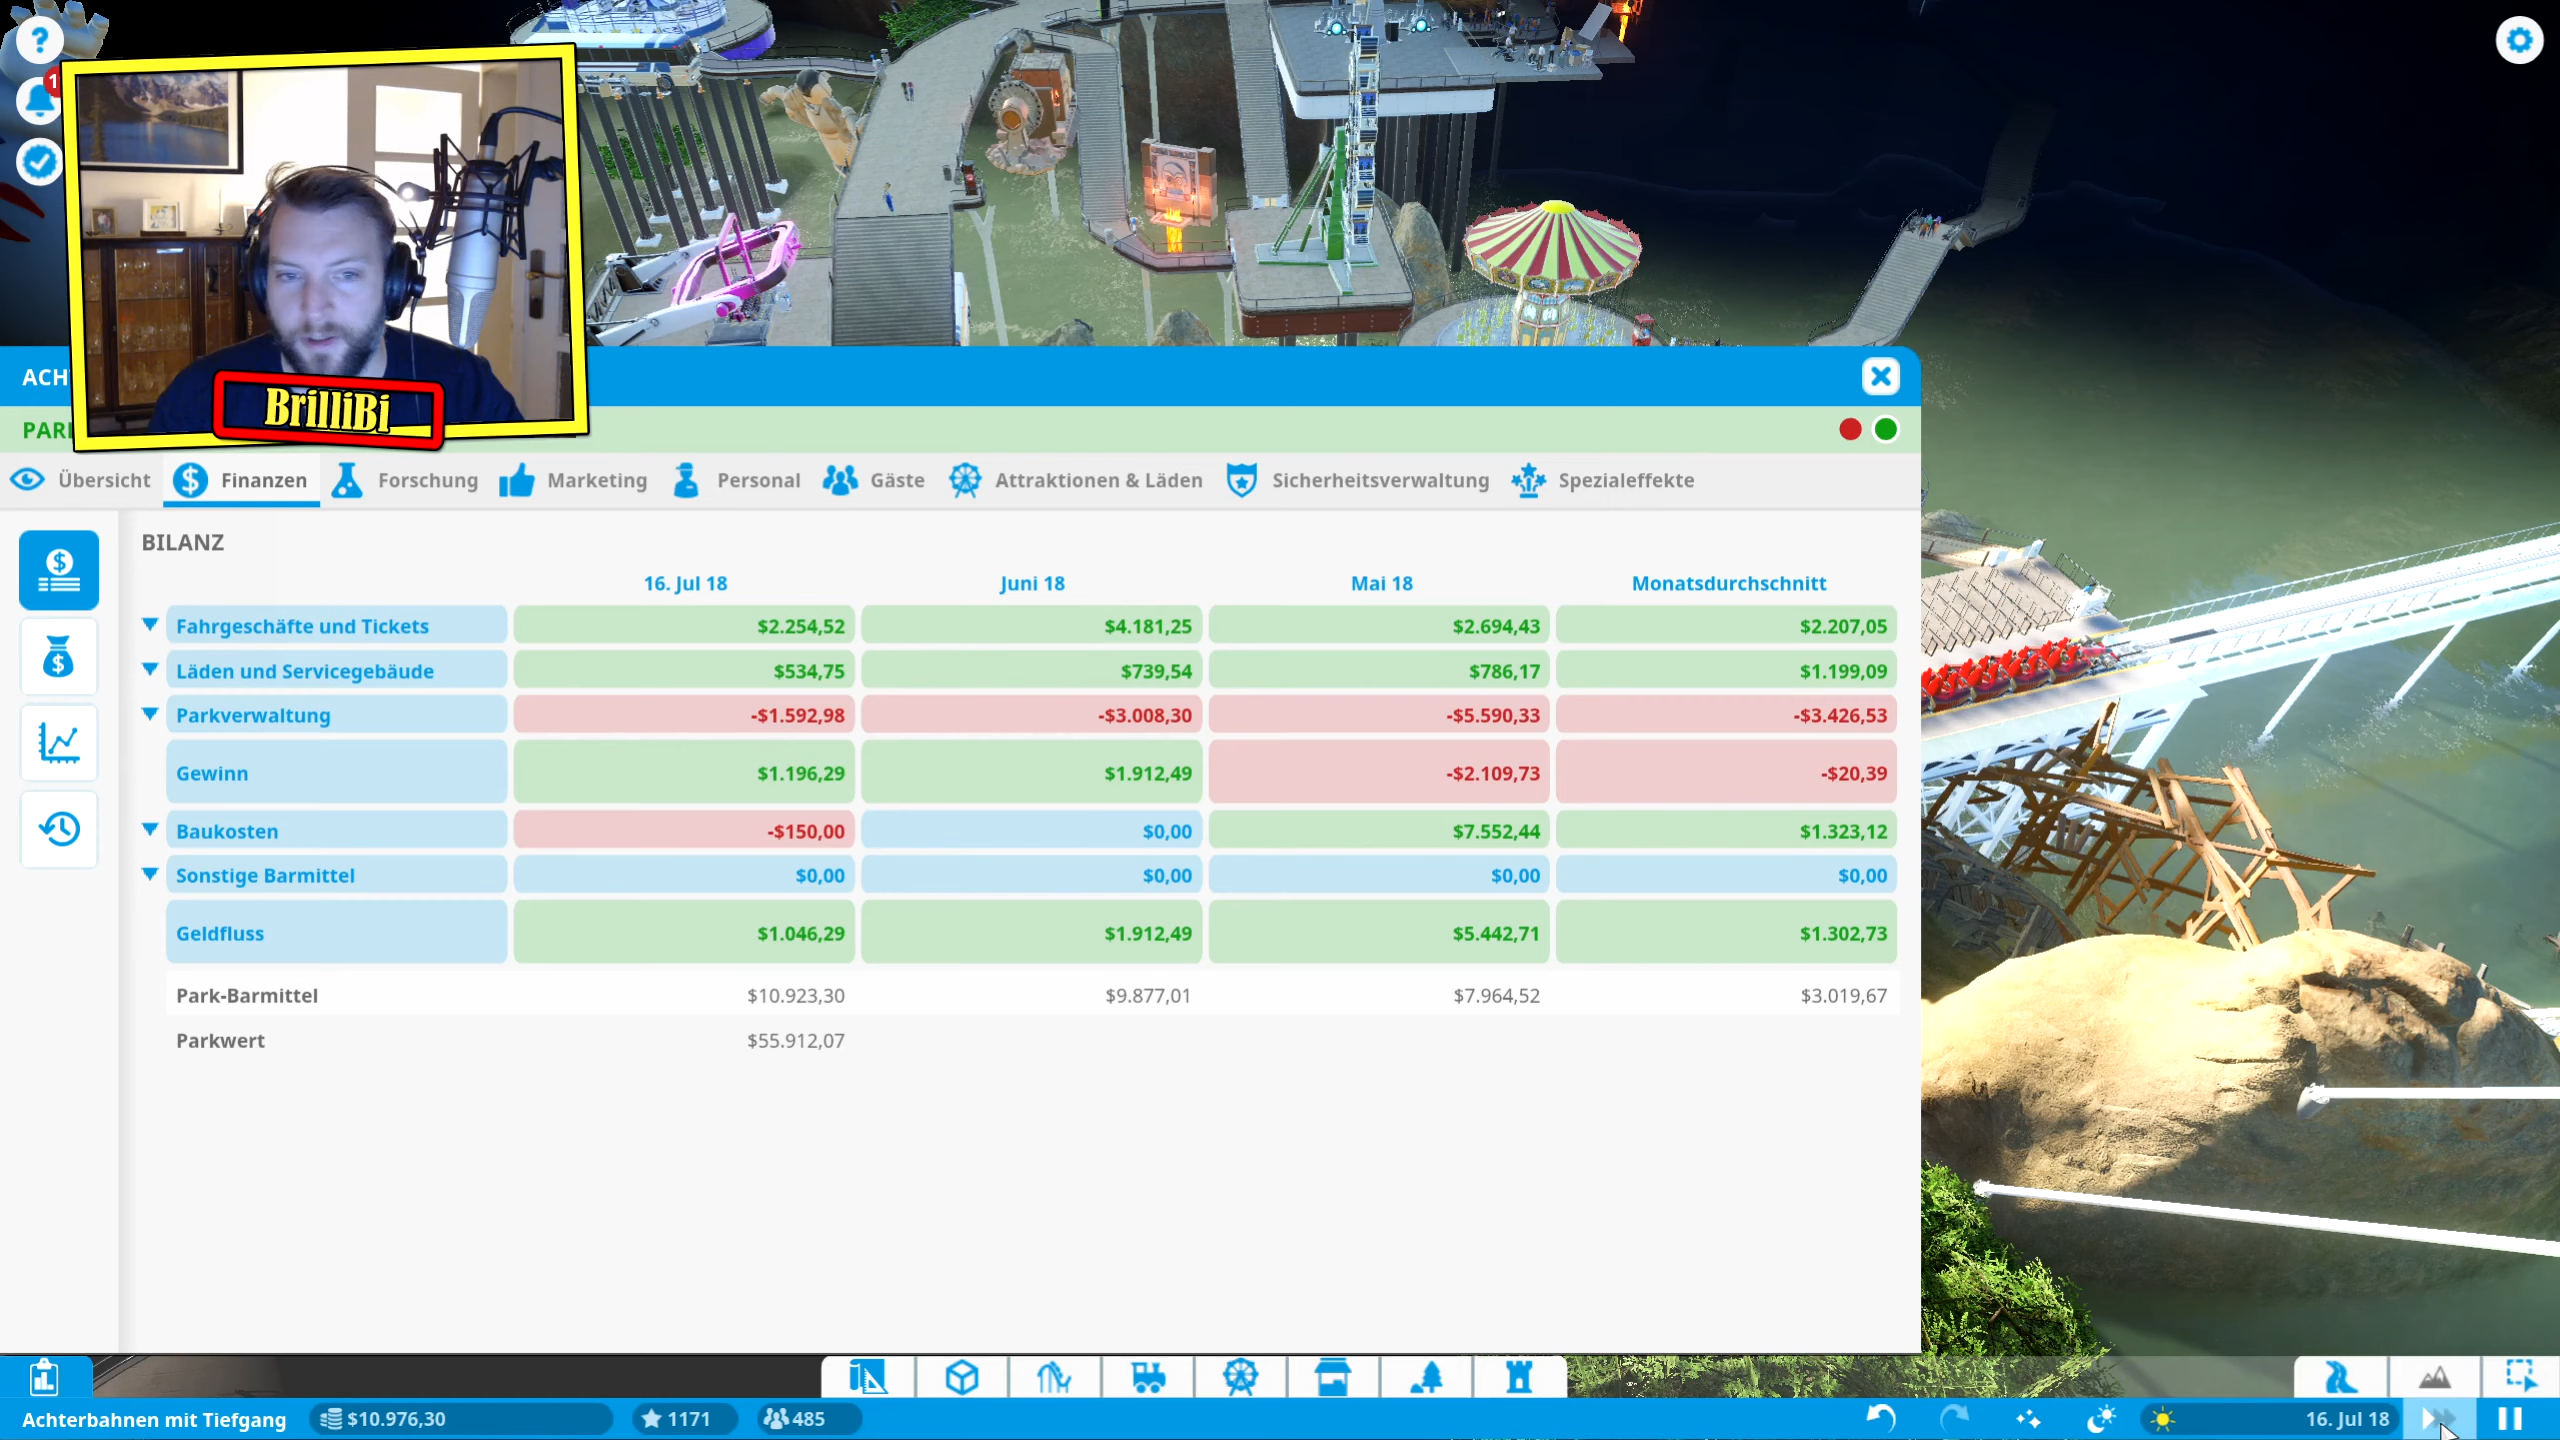 ?
1
BrilliBi
ACH
PARK
Übersicht Finanzen Forschung Marketing Personal Gäste Attraktionen & Läden Sicherheitsverwaltung Spezialeffekte
BILANZ
16. Jul 18 Juni 18 Mai 18 Monatsdurchschnitt
Fahrgeschäfte und Tickets $2.254,52 $4.181,25 $2.694,43 $2.207,05
Läden und Servicegebäude $534,75 $739,54 $786,17 $1.199,09
Parkverwaltung -$1.592,98 -$3.008,30 -$5.590,33 -$3.426,53
Gewinn $1.196,29 $1.912,49 -$2.109,73 -$20,39
Baukosten -$150,00 $0,00 $7.552,44 $1.323,12
Sonstige Barmittel $0,00 $0,00 $0,00 $0,00
Geldfluss $1.046,29 $1.912,49 $5.442,71 $1.302,73
Park-Barmittel $10.923,30 $9.877,01 $7.964,52 $3.019,67
Parkwert $55.912,07
Achterbahnen mit Tiefgang $10.976,30 1171 485 16. Jul 18